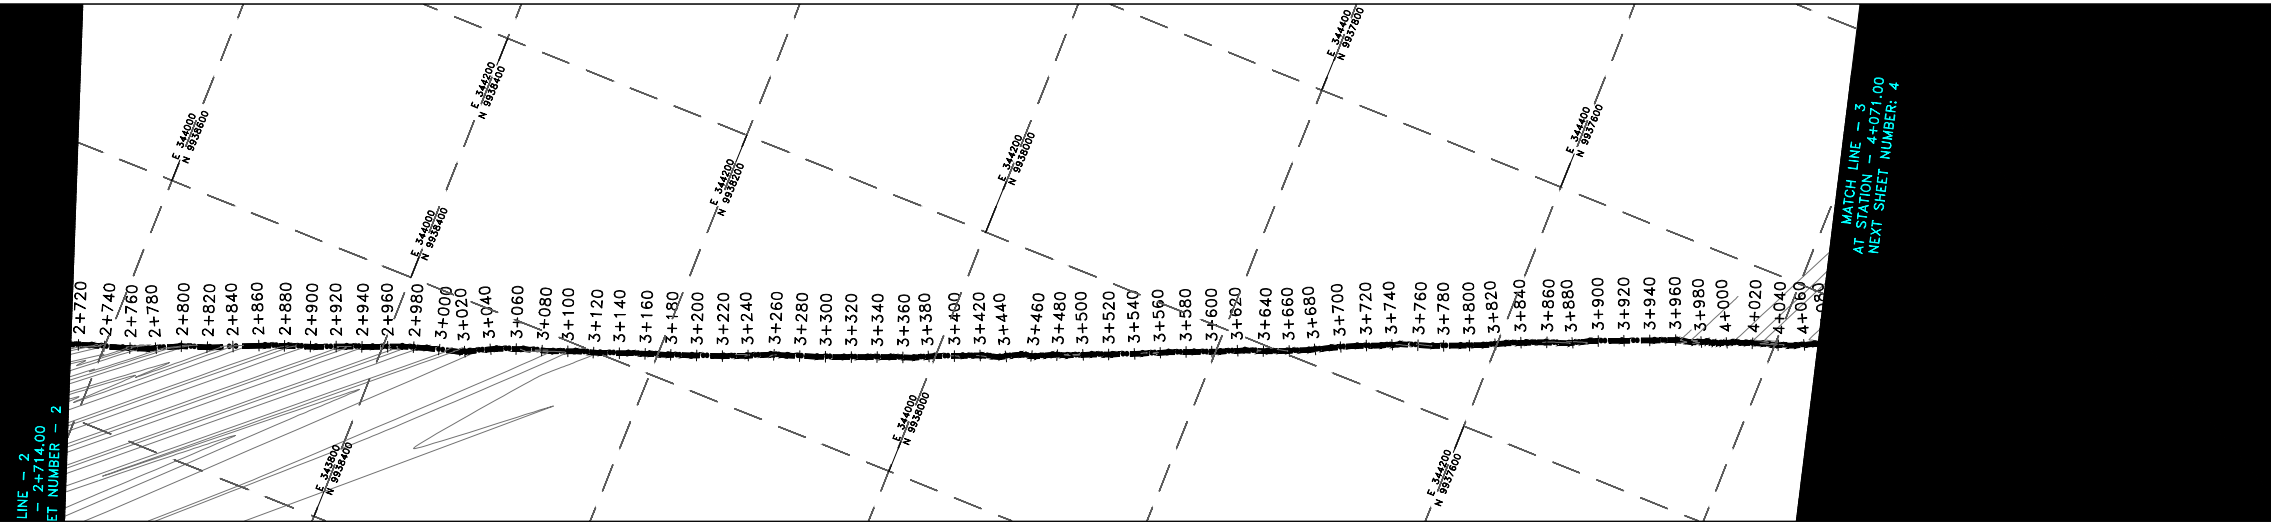 E 344000
N 9938600
E 344200
N 9938400
E 344000
N 9938400
E 344200
N 9938200
E 344200
N 9938000
E 344400
N 9937800
E 344400
N 9937600
MATCH LINE - 3
AT STATION - 4+071.00
NEXT SHEET NUMBER: 4
2+720
2+740
2+760
2+780
2+800
2+820
2+840
2+860
2+880
2+900
2+920
2+940
2+960
2+980
3+000
3+020
3+040
3+060
3+080
3+100
3+120
3+140
3+160
3+180
3+200
3+220
3+240
3+260
3+280
3+300
3+320
3+340
3+360
3+380
3+400
3+420
3+440
3+460
3+480
3+500
3+520
3+540
3+560
3+580
3+600
3+620
3+640
3+660
3+680
3+700
3+720
3+740
3+760
3+780
3+800
3+820
3+840
3+860
3+880
3+900
3+920
3+940
3+960
3+980
4+000
4+020
4+040
4+060
080
LINE - 2
- 2+714.00
ET NUMBER - 2
E 343800
N 9938400
E 344000
N 9938000
E 344200
N 9937600